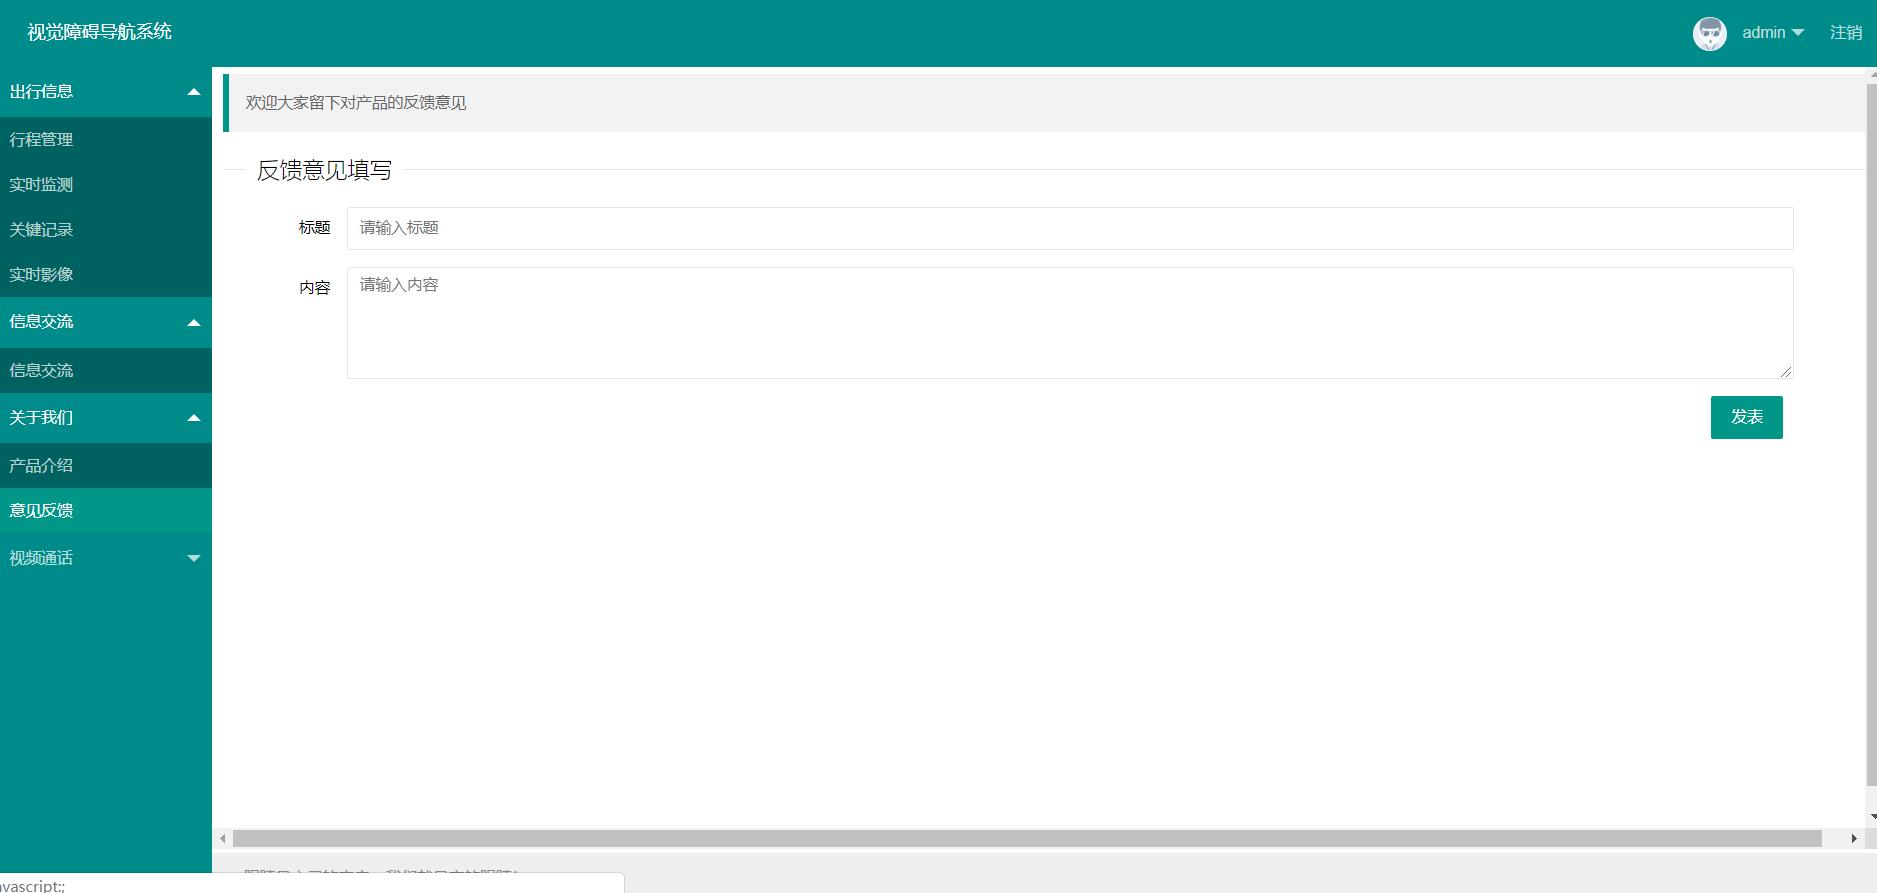 视觉障碍导航系统
admin
注销
出行信息
行程管理
实时监测
关键记录
实时影像
信息交流
信息交流
关于我们
产品介绍
意见反馈
视频通话
欢迎大家留下对产品的反馈意见
反馈意见填写
标题
请输入标题
内容
请输入内容
发表
vascript:;